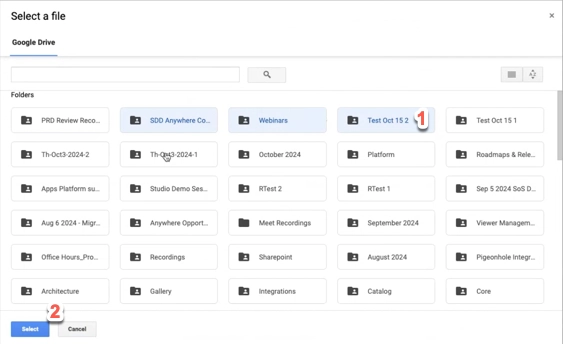 Select a file
×
Google Drive
Folders
PRD Review Reco...
SDD Anywhere Co...
Webinars
Test Oct 15 2
1
Test Oct 15 1
Th-Oct3-2024-2
Th-Oct3-2024-1
October 2024
Platform
Roadmaps & Rele...
Apps Platform su...
Studio Demo Ses...
RTest 2
RTest 1
Sep 5 2024 SoS D...
Aug 6 2024 - Migr...
Anywhere Opport...
Meet Recordings
September 2024
Viewer Managem...
Office Hours_Pro...
Recordings
Sharepoint
August 2024
Pigeonhole Integr...
Architecture
Gallery
Integrations
Catalog
Core
2
Select
Cancel